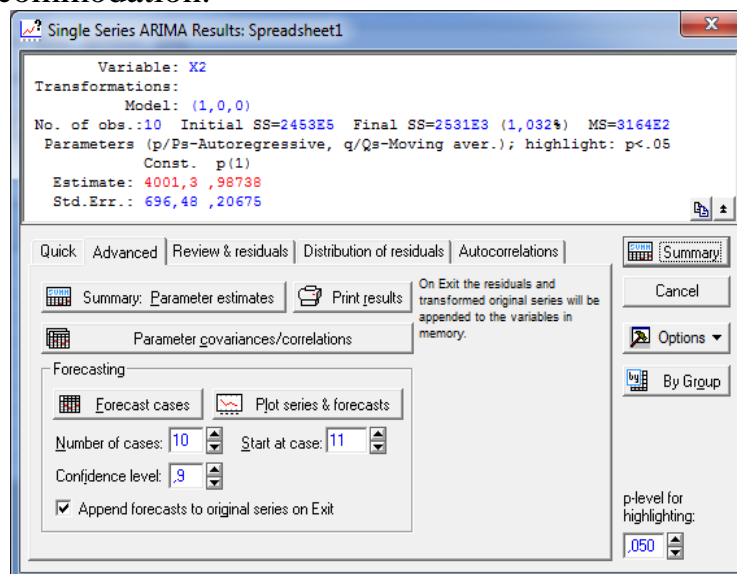 Single Series ARIMA Results: Spreadsheet1
Variable: X2
Transformations:
Model: (1,0,0)
No. of obs.:10 Initial SS=2453E5 Final SS=2531E3 (1,032%) MS=3164E2
Parameters (p/Ps-Autoregressive, q/Qs-Moving aver.); highlight: p<.05
Const. p(1)
Estimate: 4001,3 ,98738
Std.Err.: 696,48 ,20675
Quick Advanced Review & residuals Distribution of residuals Autocorrelations
Summary
Summary: Parameter estimates Print results
On Exit the residuals and
transformed original series will be
appended to the variables in
memory.
Cancel
Parameter covariances/correlations
Options
Forecasting
Forecast cases Plot series & forecasts
By Group
Number of cases: 10 Start at case: 11
Confidence level: ,9
Append forecasts to original series on Exit
p-level for
highlighting:
,050